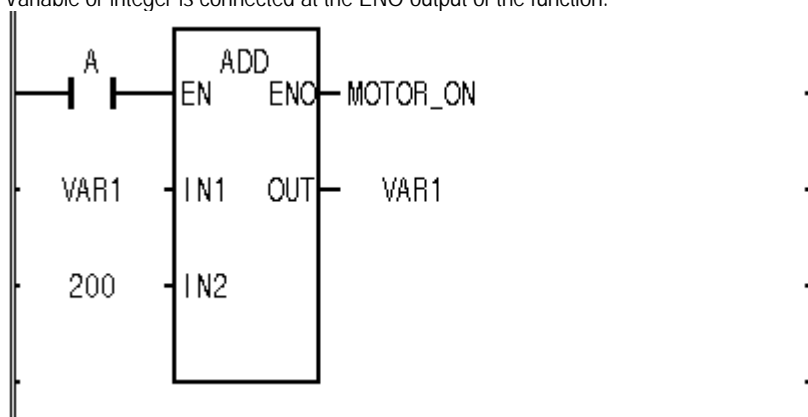 Variable or integer is connected at the ENO output of the function.
A
ADD
EN ENO MOTOR_ON
VAR1 IN1 OUT VAR1
200 IN2